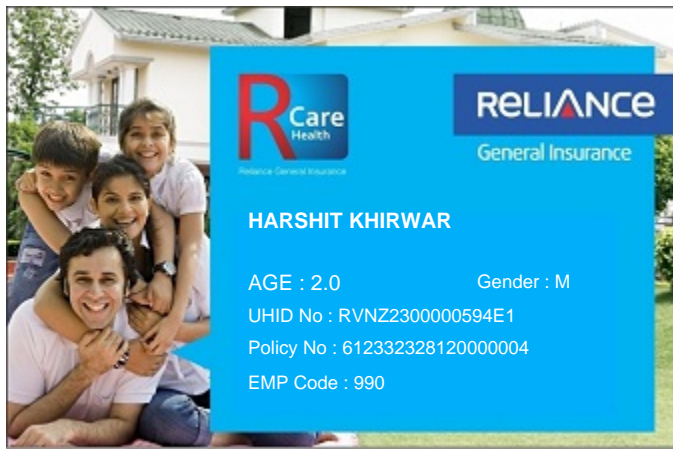 R Care
Health
Reliance General Insurance
RELIANCE
General Insurance
HARSHIT KHIRWAR
AGE : 2.0 Gender : M
UHID No : RVNZ2300000594E1
Policy No : 612332328120000004
EMP Code : 990